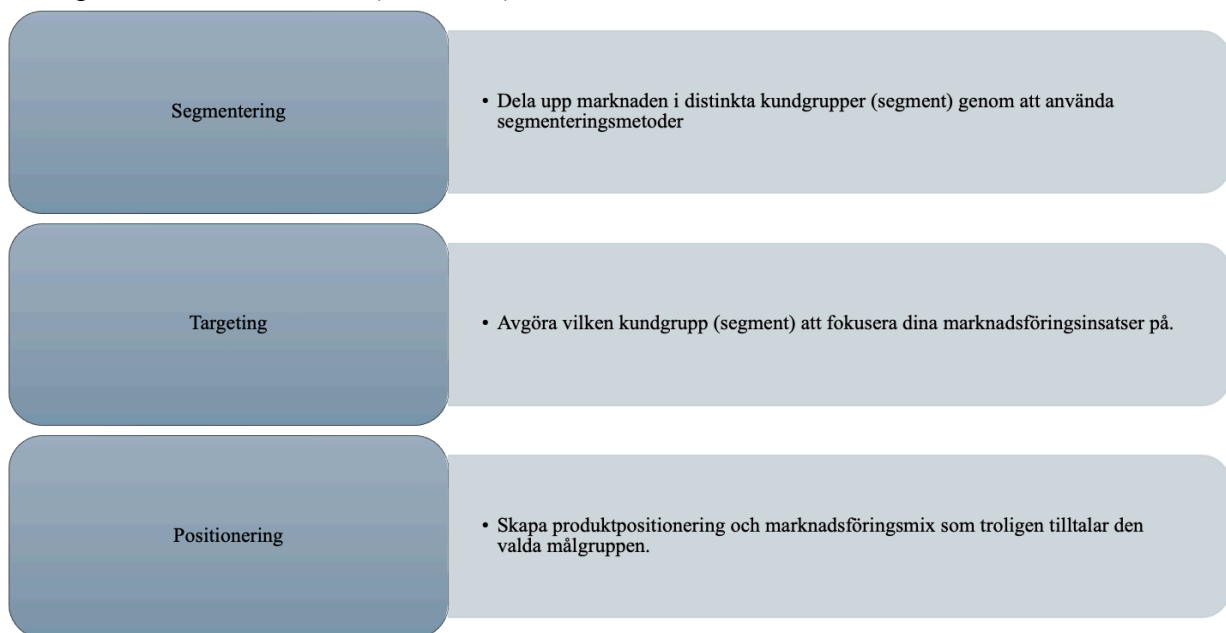 Segmentering
• Dela upp marknaden i distinkta kundgrupper (segment) genom att använda
segmenteringsmetoder
Targeting
• Avgöra vilken kundgrupp (segment) att fokusera dina marknadsföringsinsatser på.
Positionering
• Skapa produktpositionering och marknadsföringsmix som troligen tilltalar den
valda målgruppen.